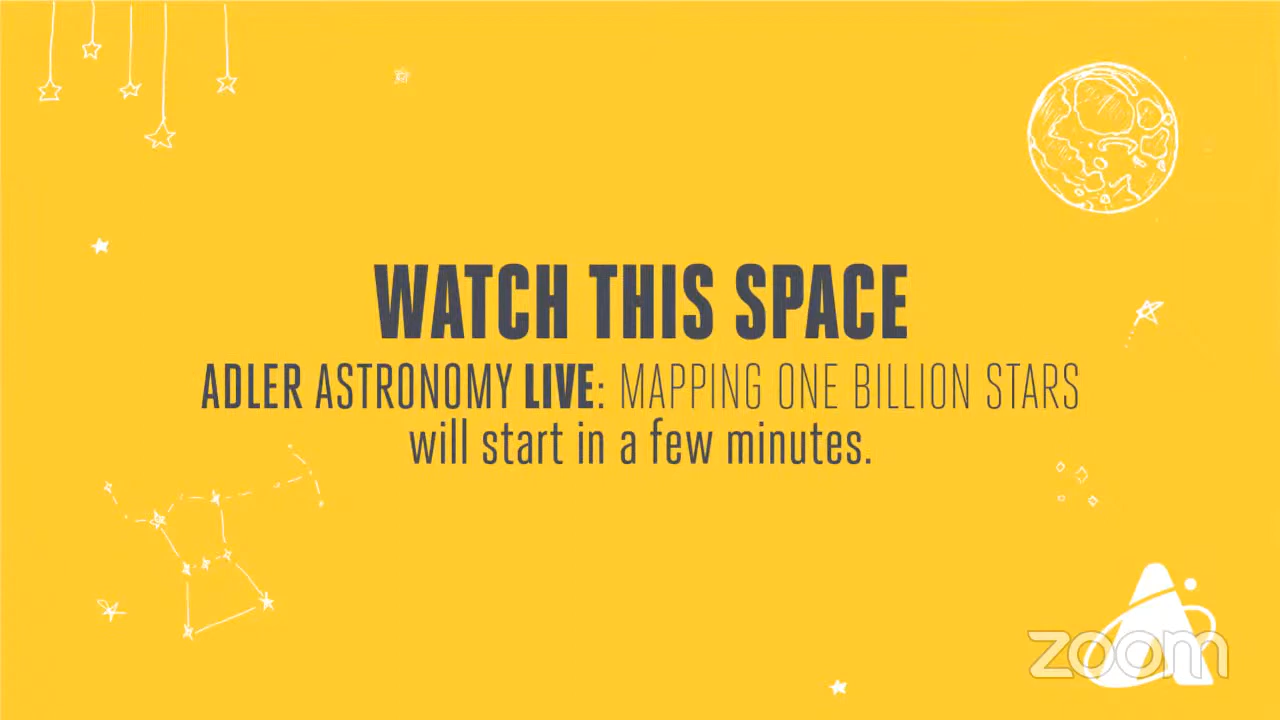 WATCH THIS SPACE
ADLER ASTRONOMY LIVE: MAPPING ONE BILLION STARS
will start in a few minutes.
zoom